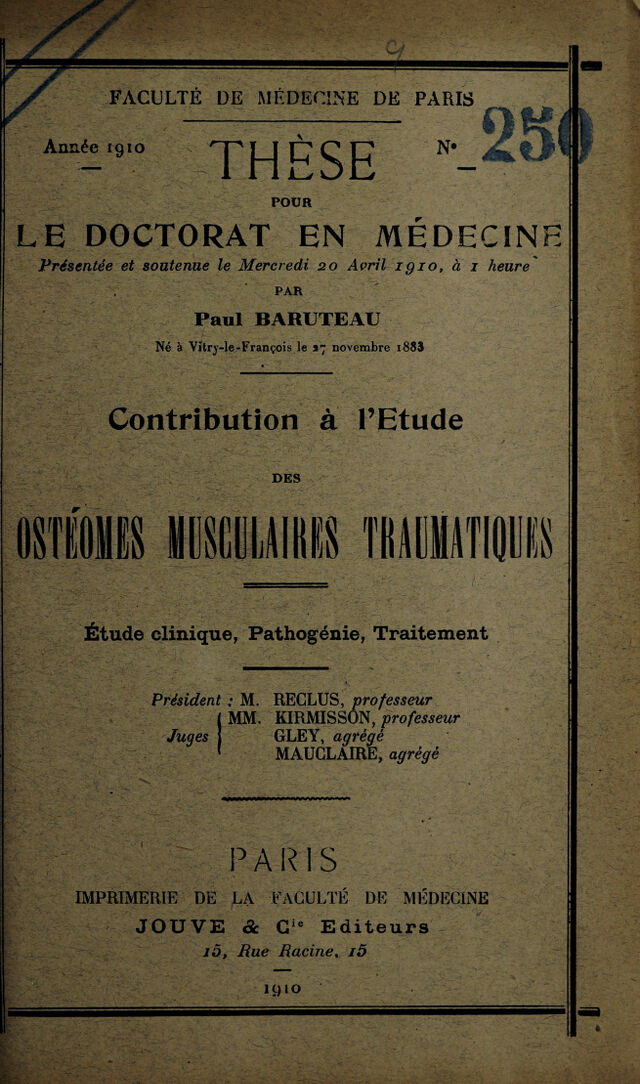 FACULTÉ DE MÉDECINE DE PARIS
Année 1910
THÈSE
N° 250
POUR
LE DOCTORAT EN MÉDECINE
Présentée et soutenue le Mercredi 20 Avril 1910, à 1 heure
PAR
Paul BARUTEAU
Né à Vitry-le-François le 27 novembre 1883
Contribution à l'Etude
DES
OSTÉOMES MUSCULAIRES TRAUMATIQUES
Étude clinique, Pathogénie, Traitement
Président : M. RECLUS, professeur
MM. KIRMISSON, professeur
Juges GLEY, agrégé
MAUCLAIRE, agrégé
PARIS
IMPRIMERIE DE LA FACULTÉ DE MÉDECINE
JOUVE & Cie Editeurs
15, Rue Racine, 15
1910